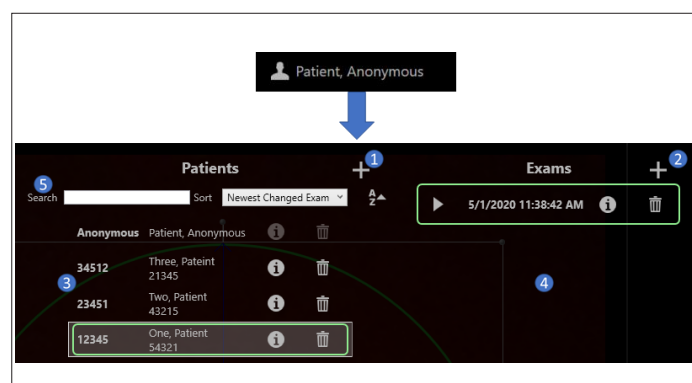 Patient, Anonymous
1
2
Patients
Exams
5
Search
Sort
Newest Changed Exam
A
Z
5/1/2020 11:38:42 AM
Anonymous Patient, Anonymous
34512 Three, Pateint
21345
3
4
23451 Two, Patient
43215
12345 One, Patient
54321